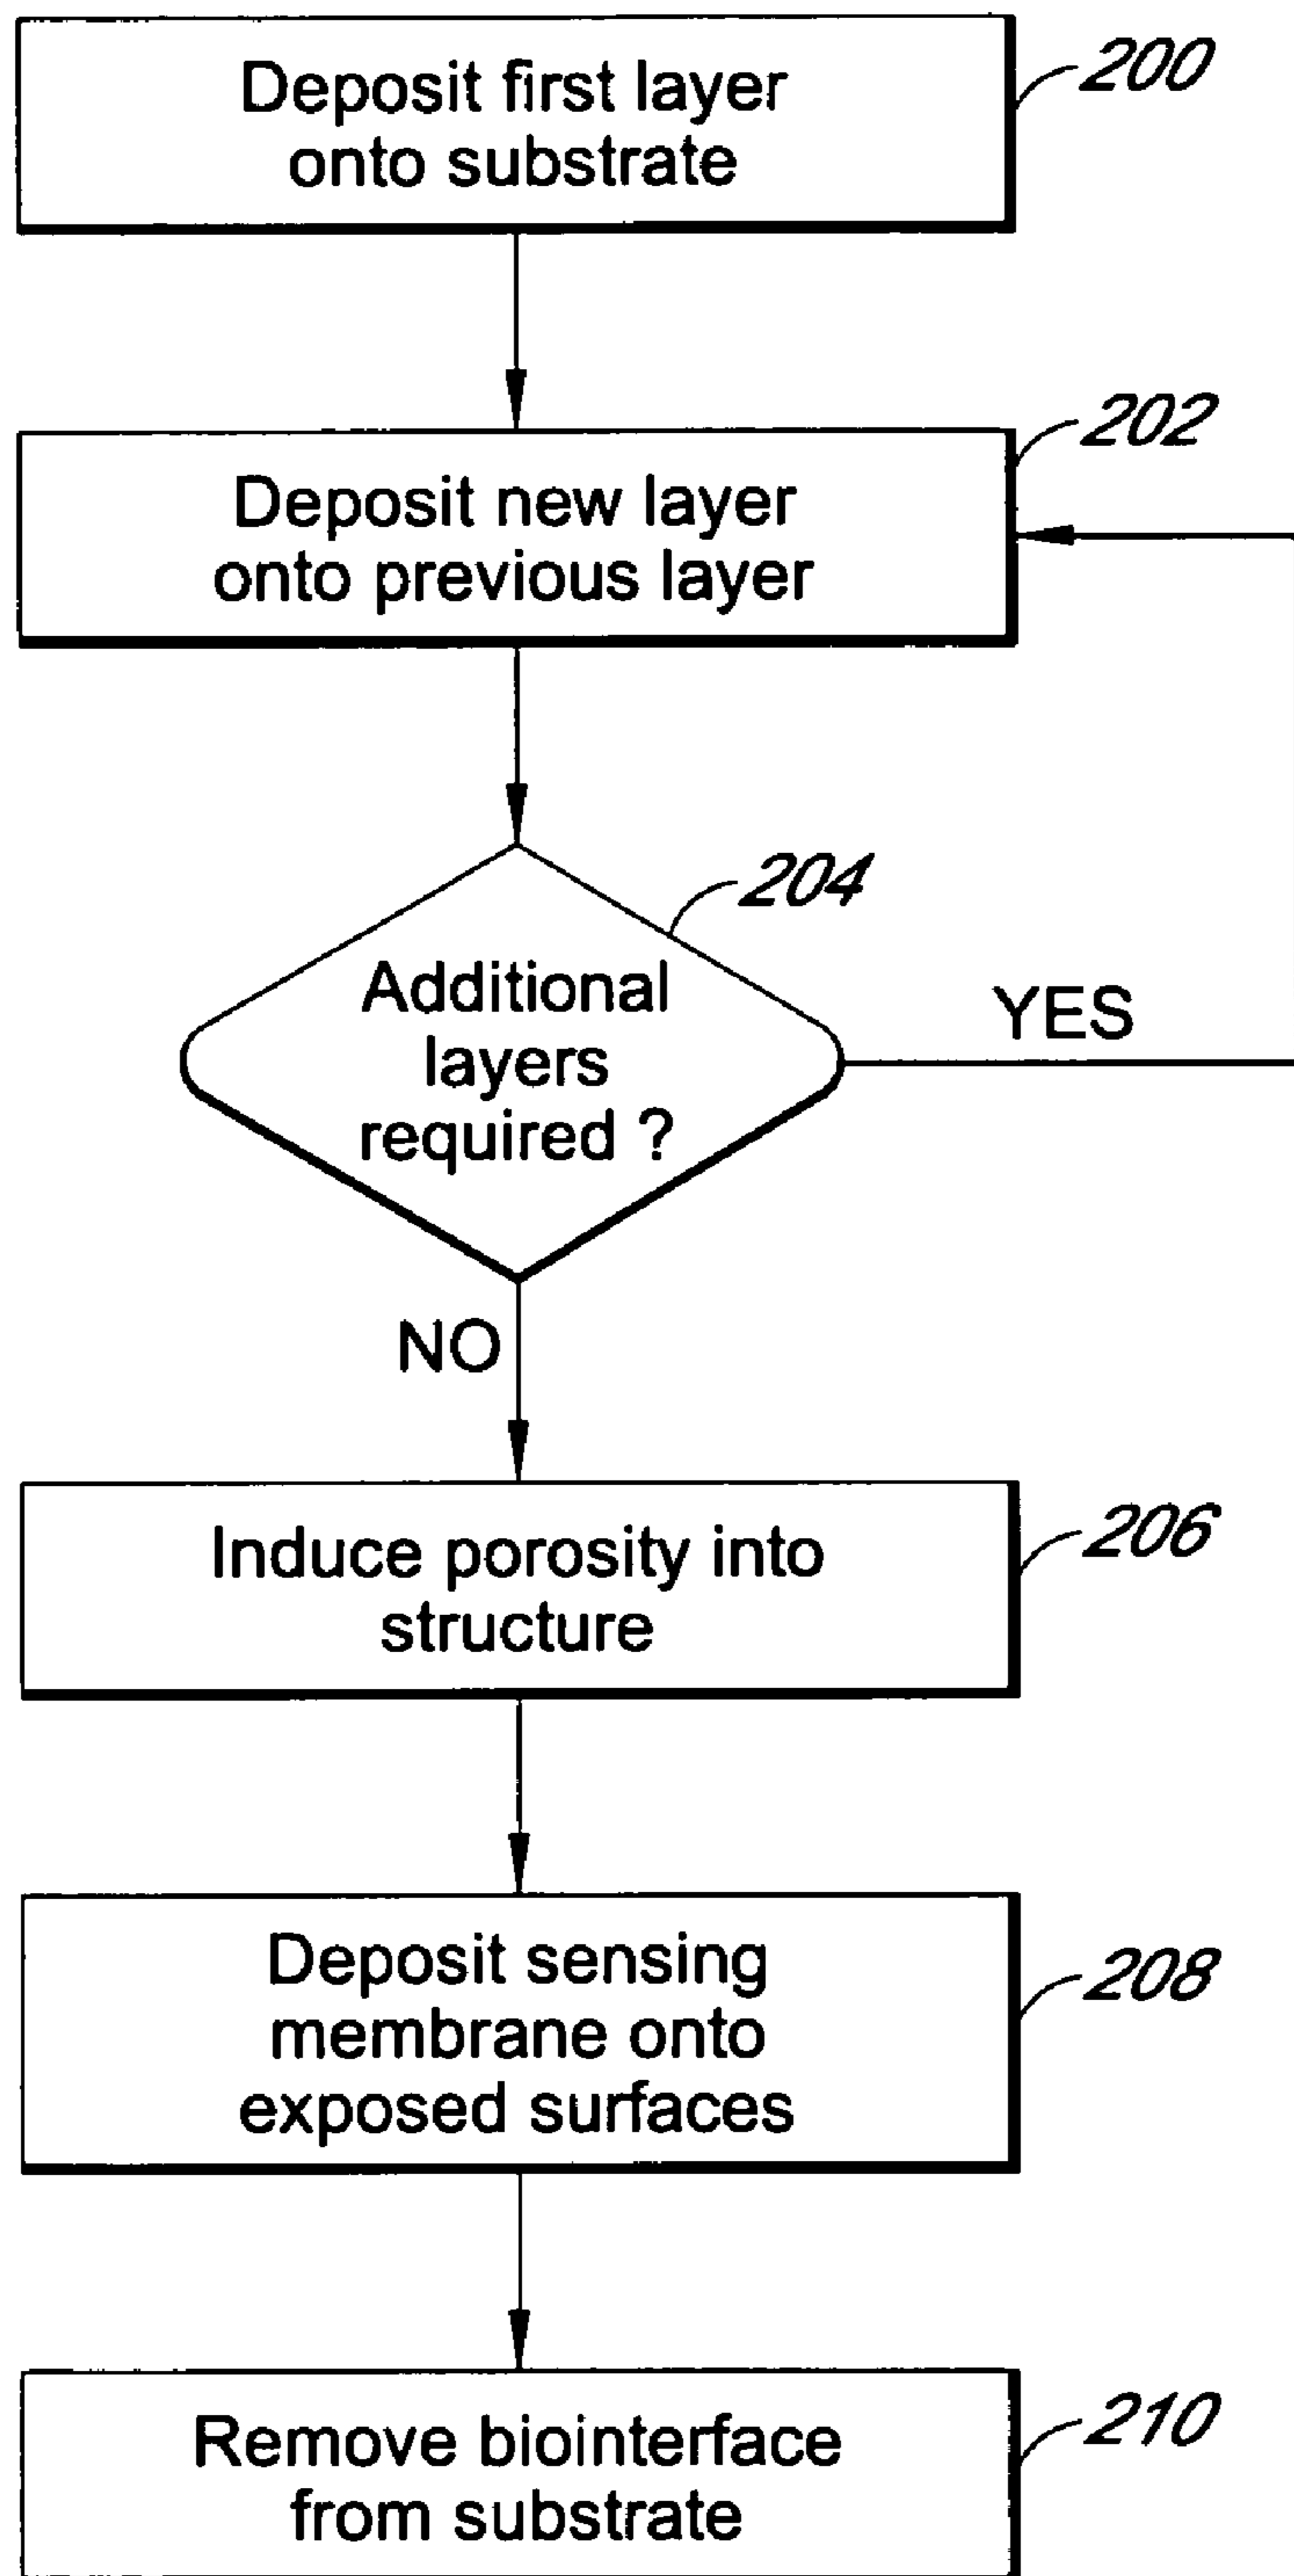 Deposit first layer
onto substrate
200
Deposit new layer
onto previous layer
202
Additional
layers
required ?
204
YES
NO
Induce porosity into
structure
206
Deposit sensing
membrane onto
exposed surfaces
208
Remove biointerface
from substrate
210